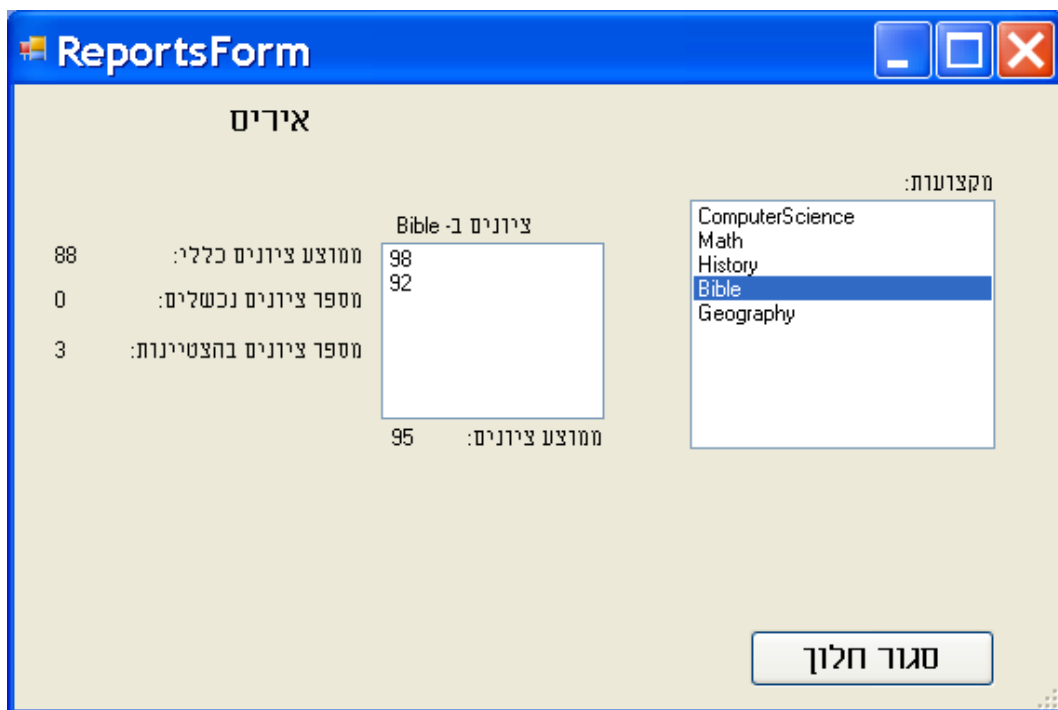 ReportsForm
איריס
מקצועות:
ComputerScience
Math
History
Bible
Geography
ציונים ב- Bible
98
92
ממוצע ציונים: 95
ממוצע ציונים כללי: 88
מספר ציונים נכשלים: 0
מספר ציונים בהצטיינות: 3
סגור חלון